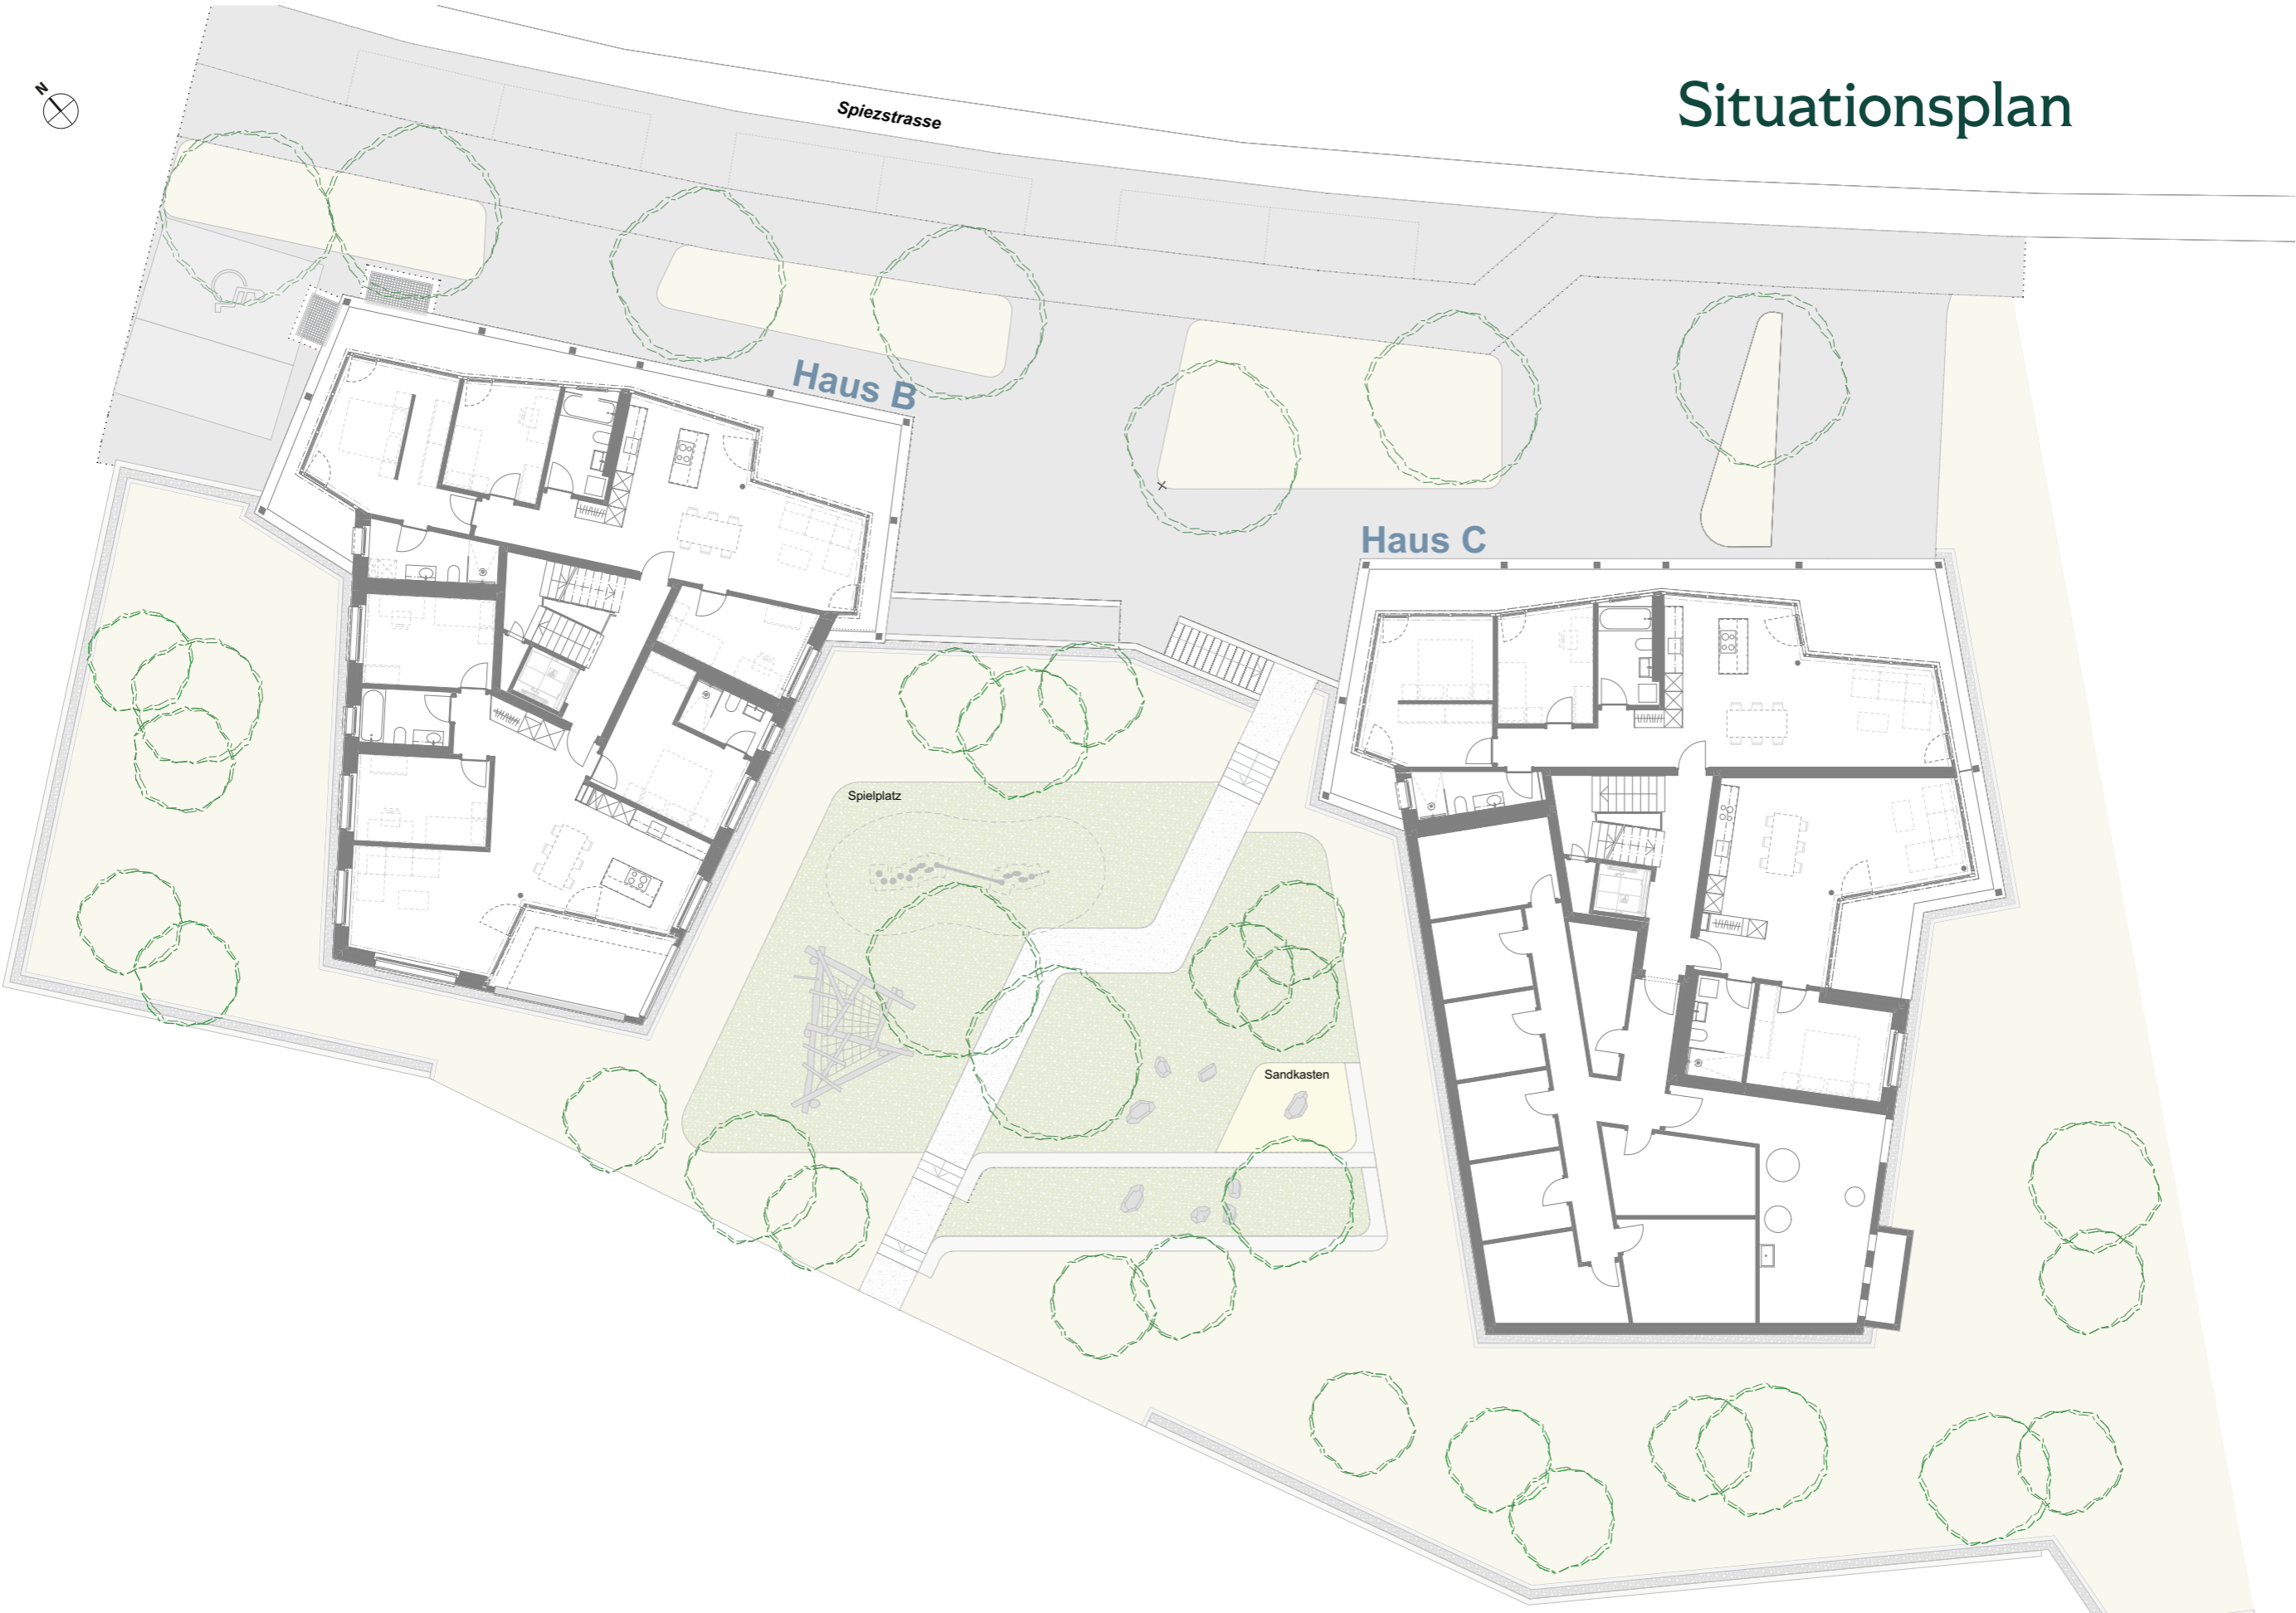 N
Situationsplan
Spiezstrasse
Haus B
Haus C
Spielplatz
Sandkasten